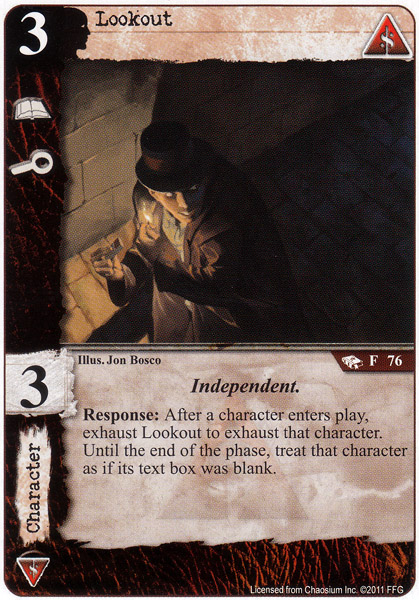 3
Lookout
Illus. Jon Bosco
F 76
3
Independent.
Response: After a character enters play,
exhaust Lookout to exhaust that character.
Until the end of the phase, treat that character
as if its text box was blank.
Character
Licensed from Chaosium Inc. ©2011 FFG